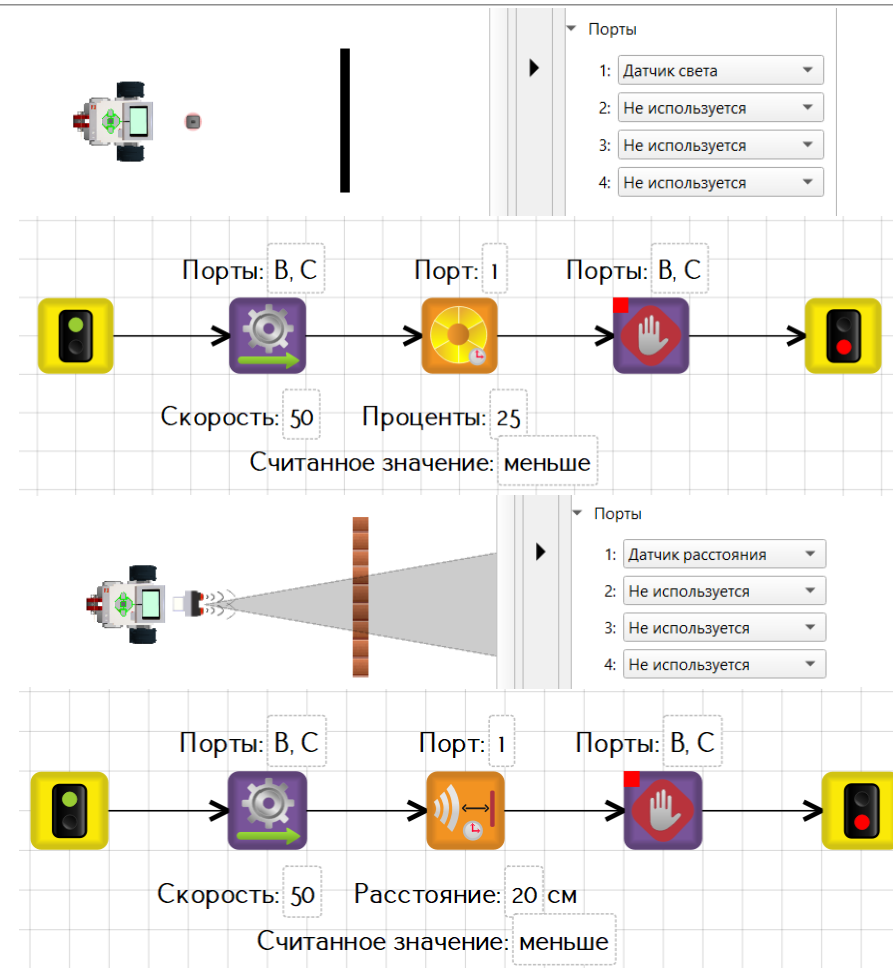 Порты
1: Датчик света
2: Не используется
3: Не используется
4: Не используется
Порты: B, C Порт: 1 Порты: B, C
Скорость: 50 Проценты: 25
Считанное значение: меньше
Порты
1: Датчик расстояния
2: Не используется
3: Не используется
4: Не используется
Порты: B, C Порт: 1 Порты: B, C
Скорость: 50 Расстояние: 20 см
Считанное значение: меньше